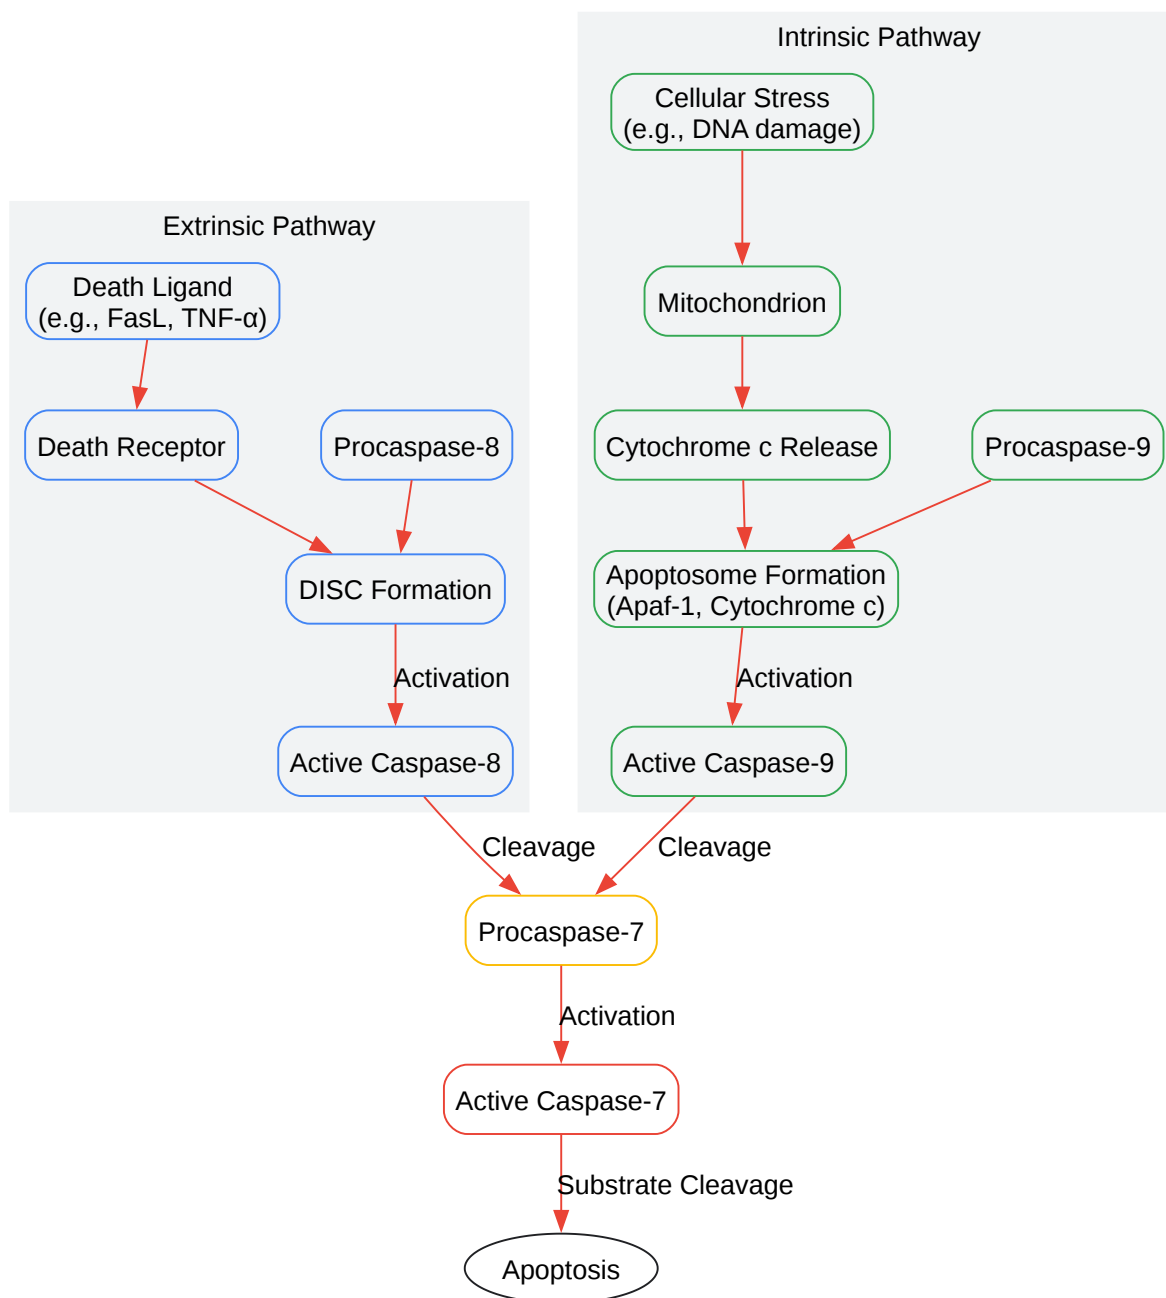 Intrinsic Pathway
Cellular Stress
(e.g., DNA damage)
Extrinsic Pathway
Death Ligand
(e.g., FasL, TNF-α)
Mitochondrion
Death Receptor
Procaspase-8
Cytochrome c Release
Procaspase-9
DISC Formation
Apoptosome Formation
(Apaf-1, Cytochrome c)
Activation
Activation
Active Caspase-8
Active Caspase-9
Cleavage
Cleavage
Procaspase-7
Activation
Active Caspase-7
Substrate Cleavage
Apoptosis